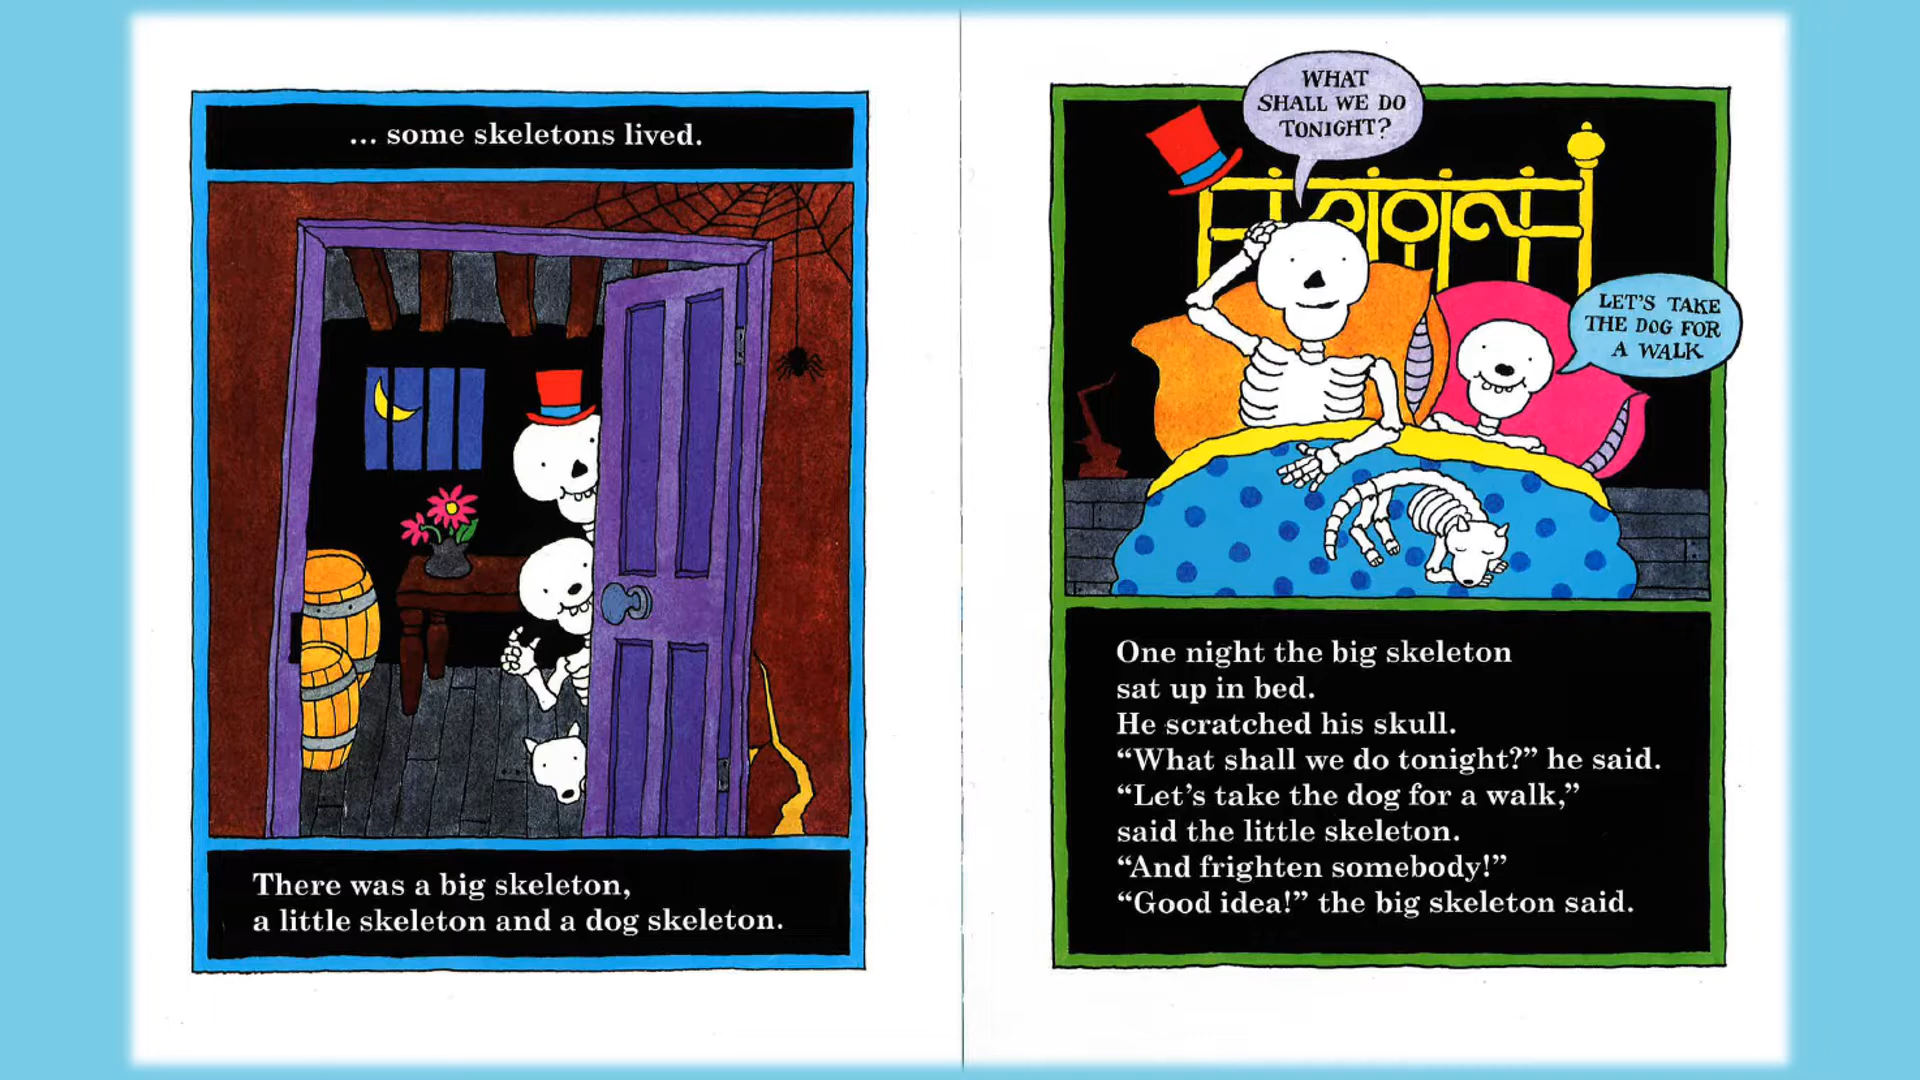 ... some skeletons lived.
There was a big skeleton,
a little skeleton and a dog skeleton.
WHAT
SHALL WE DO
TONIGHT?
LET'S TAKE
THE DOG FOR
A WALK
One night the big skeleton
sat up in bed.
He scratched his skull.
“What shall we do tonight?” he said.
“Let’s take the dog for a walk,”
said the little skeleton.
“And frighten somebody!”
“Good idea!” the big skeleton said.